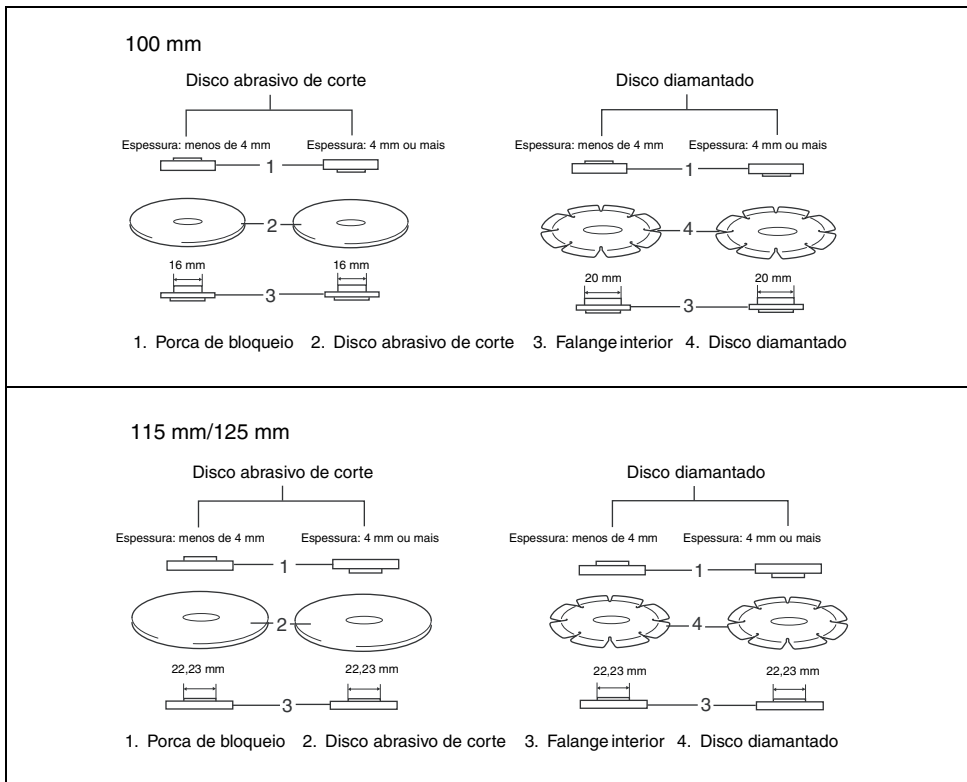 100 mm
Disco abrasivo de corte Disco diamantado
Espessura: menos de 4 mm Espessura: 4 mm ou mais Espessura: menos de 4 mm Espessura: 4 mm ou mais
1 1
2 4
16 mm 16 mm 20 mm 20 mm
3 3
1. Porca de bloqueio 2. Disco abrasivo de corte 3. Falange interior 4. Disco diamantado
115 mm/125 mm
Disco abrasivo de corte Disco diamantado
Espessura: menos de 4 mm Espessura: 4 mm ou mais Espessura: menos de 4 mm Espessura: 4 mm ou mais
1 1
2 4
22,23 mm 22,23 mm 22,23 mm 22,23 mm
3 3
1. Porca de bloqueio 2. Disco abrasivo de corte 3. Falange interior 4. Disco diamantado